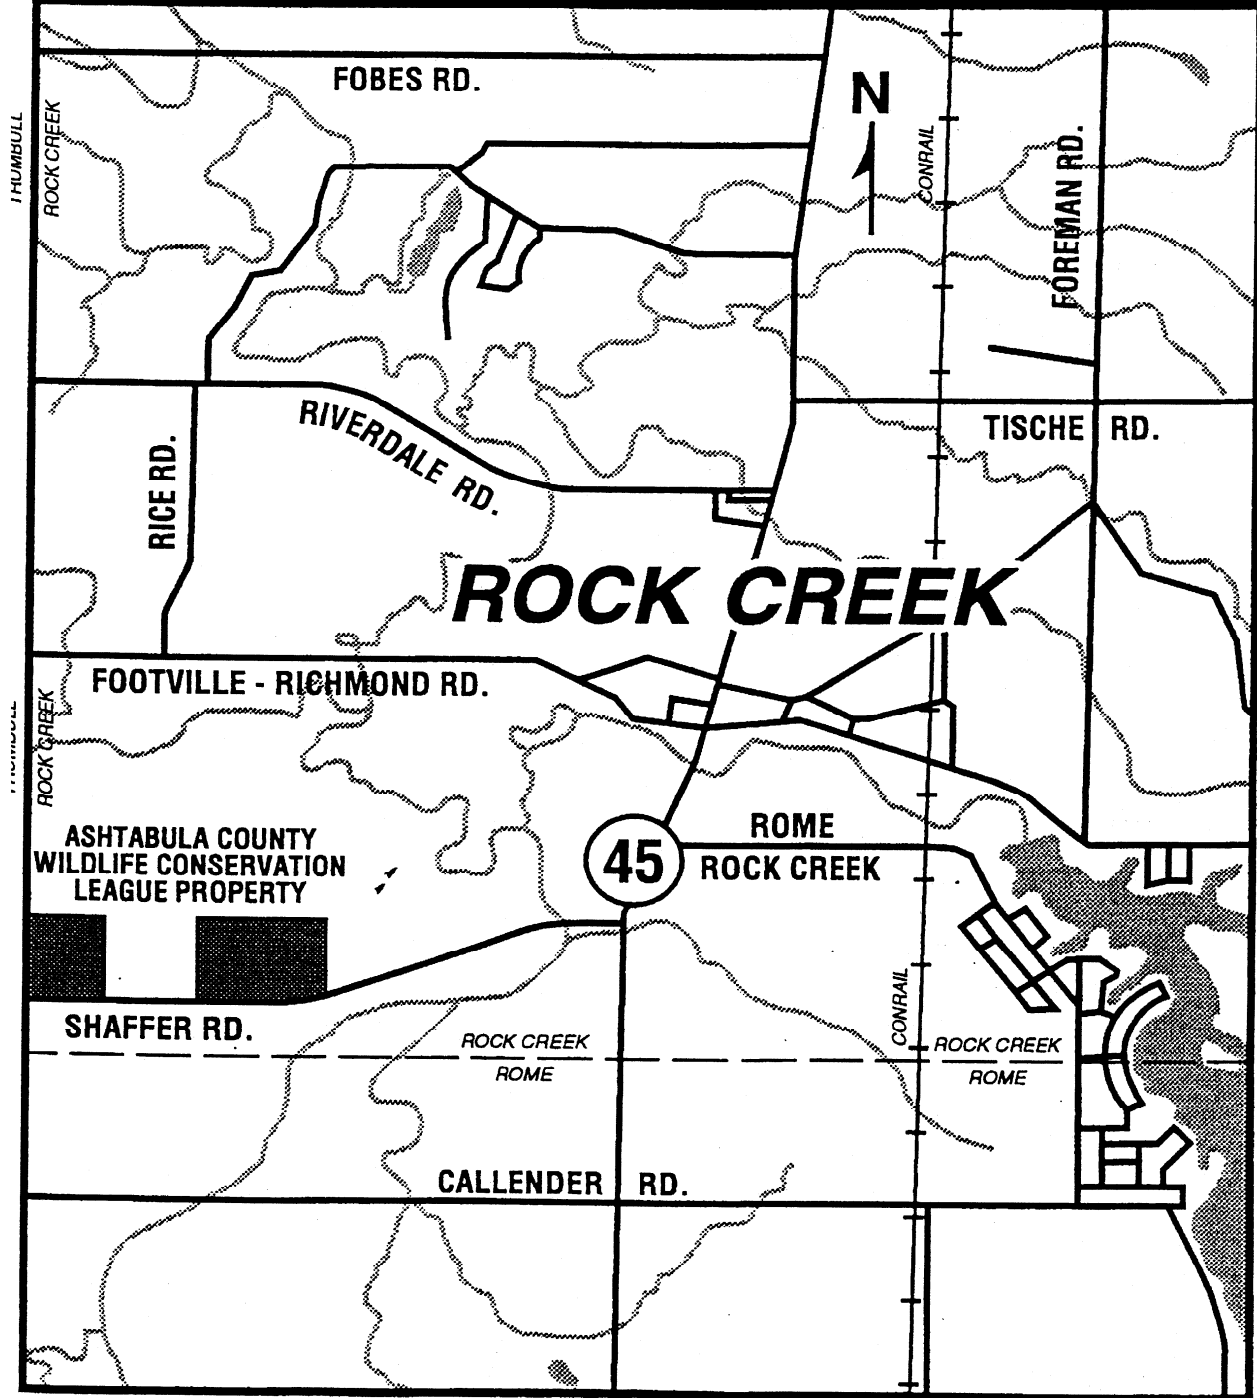 FOBES RD.
N
THUMBULL
ROCK CREEK
CONRAIL
FOREMAN RD.
RIVERDALE RD.
TISCHE RD.
RICE RD.
ROCK CREEK
FOOTVILLE - RICHMOND RD.
ROCK CREEK
ASHTABULA COUNTY
WILDLIFE CONSERVATION
LEAGUE PROPERTY
45
ROME
ROCK CREEK
SHAFFER RD.
ROCK CREEK
ROME
CONRAIL
ROCK CREEK
ROME
CALLENDER RD.